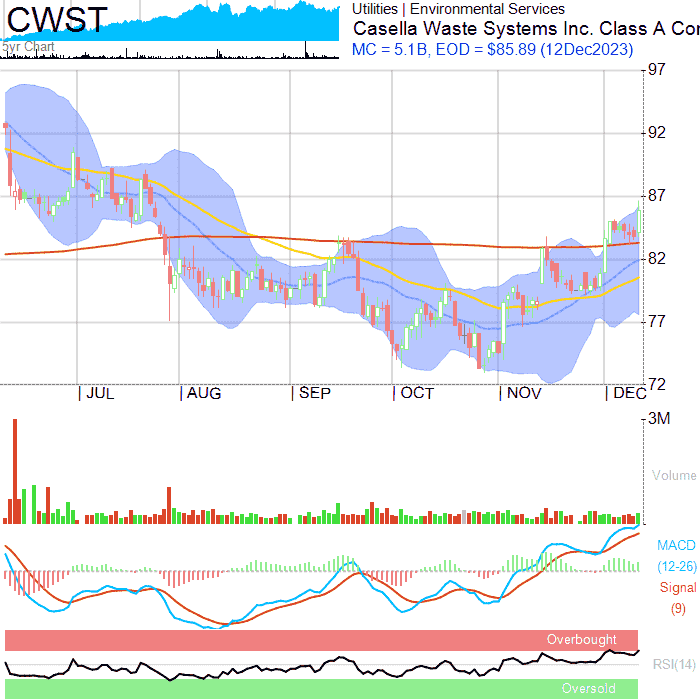 CWST
5yr Chart
Utilities | Environmental Services
Casella Waste Systems Inc. Class A Cor
MC = 5.1B, EOD = $85.89 (12Dec2023)
97
92
87
82
77
72
JUL
AUG
SEP
OCT
NOV
DEC
3M
Volume
MACD
(12-26)
Signal
(9)
Overbought
RSI(14)
Oversold